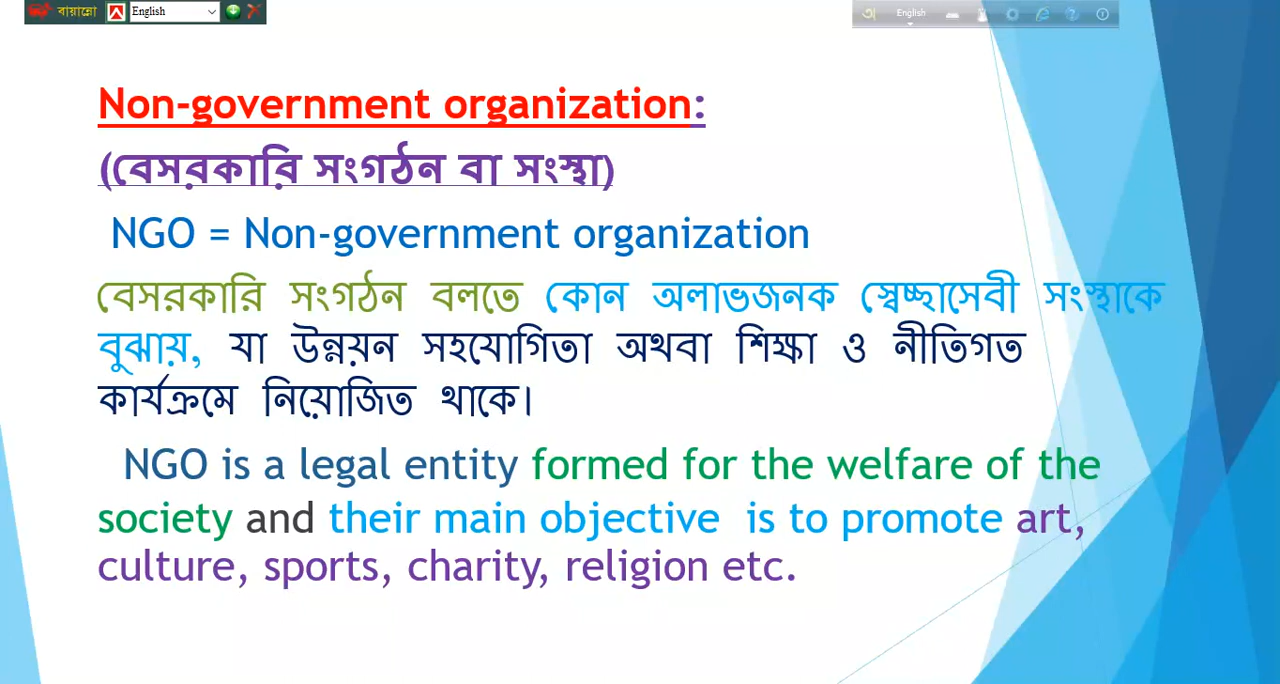 বায়ান্নো English
English
Non-government organization:
(বেসরকারি সংগঠন বা সংস্থা)
NGO = Non-government organization
বেসরকারি সংগঠন বলতে কোন অলাভজনক স্বেচ্ছাসেবী সংস্থাকে
বুঝায়, যা উন্নয়ন সহযোগিতা অথবা শিক্ষা ও নীতিগত
কার্যক্রমে নিয়োজিত থাকে।
NGO is a legal entity formed for the welfare of the
society and their main objective is to promote art,
culture, sports, charity, religion etc.